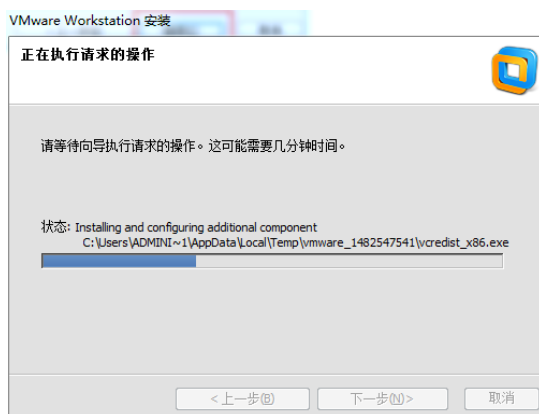 VMware Workstation 安装
正在执行请求的操作
请等待向导执行请求的操作。这可能需要几分钟时间。
状态: Installing and configuring additional component
C:\Users\ADMINI~1\AppData\Local\Temp\vmware_1482547541\vcredist_x86.exe
<上一步(B)
下一步(N)>
取消